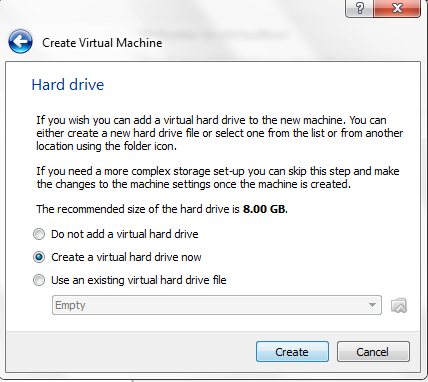 ?
X
Create Virtual Machine
Hard drive
If you wish you can add a virtual hard drive to the new machine. You can
either create a new hard drive file or select one from the list or from another
location using the folder icon.
If you need a more complex storage set-up you can skip this step and make
the changes to the machine settings once the machine is created.
The recommended size of the hard drive is 8.00 GB.
Do not add a virtual hard drive
Create a virtual hard drive now
Use an existing virtual hard drive file
Empty
Create
Cancel